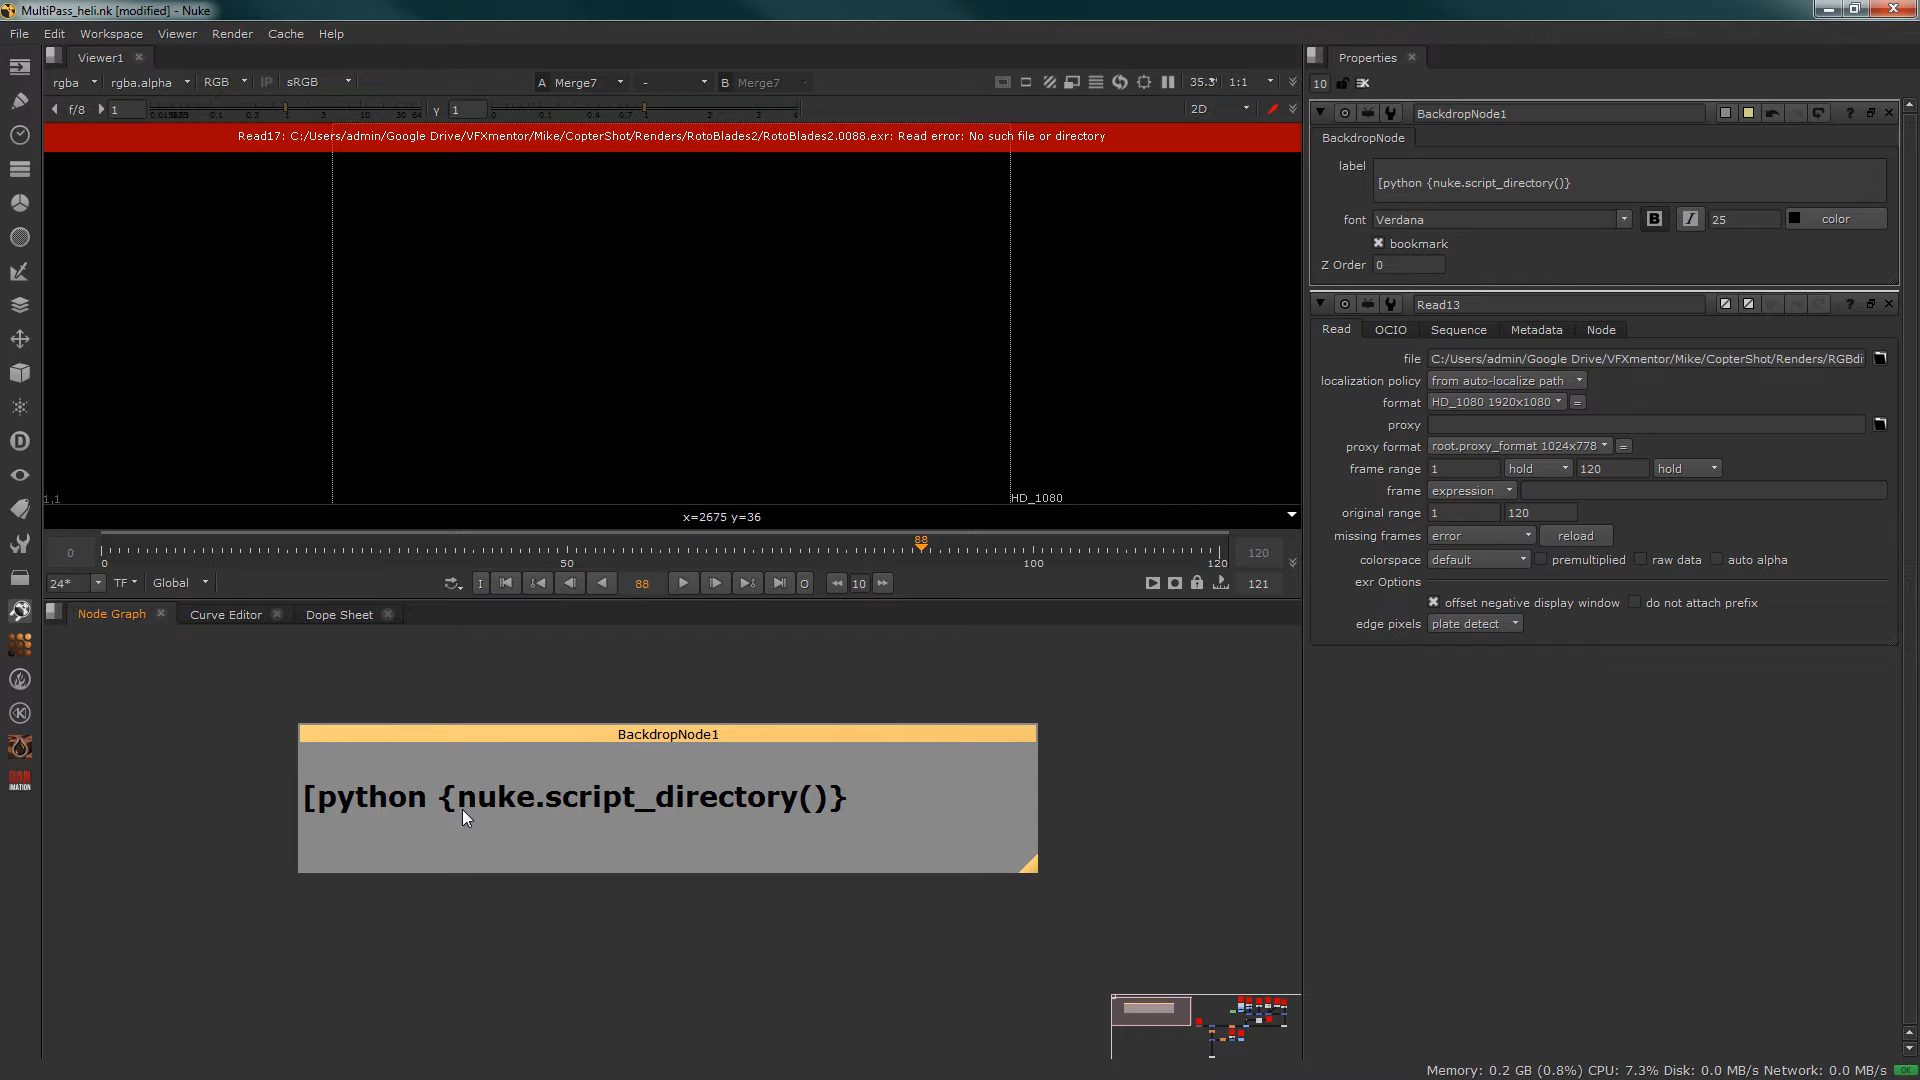 MultiPass_heli.nk [modified] - Nuke
File Edit Workspace Viewer Render Cache Help
Viewer1
Properties
rgba rgba.alpha RGB IP sRGB A Merge7 - B Merge7 35.3 1:1
10
f/8 1 y 1 2D
BackdropNode1
Read17: C:/Users/admin/Google Drive/VFXmentor/Mike/CopterShot/Renders/RotoBlades2/RotoBlades2.0088.exr: Read error: No such file or directory
BackdropNode
label [python {nuke.script_directory()}
font Verdana B I 25 color
bookmark
Z Order 0
Read13
Read OCIO Sequence Metadata Node
file C:/Users/admin/Google Drive/VFXmentor/Mike/CopterShot/Renders/RGBdi
localization policy from auto-localize path
format HD_1080 1920x1080 =
proxy
proxy format root.proxy_format 1024x778 =
frame range 1 hold 120 hold
frame expression
original range 1 120
missing frames error reload
colorspace default premultiplied raw data auto alpha
exr Options
offset negative display window do not attach prefix
edge pixels plate detect
1,1 HD_1080
x=2675 y=36
0 88 120
0 50 100 120
24* TF Global I 88 O 10 121
Node Graph Curve Editor Dope Sheet
BackdropNode1
[python {nuke.script_directory()}
Memory: 0.2 GB (0.8%) CPU: 7.3% Disk: 0.0 MB/s Network: 0.0 MB/s